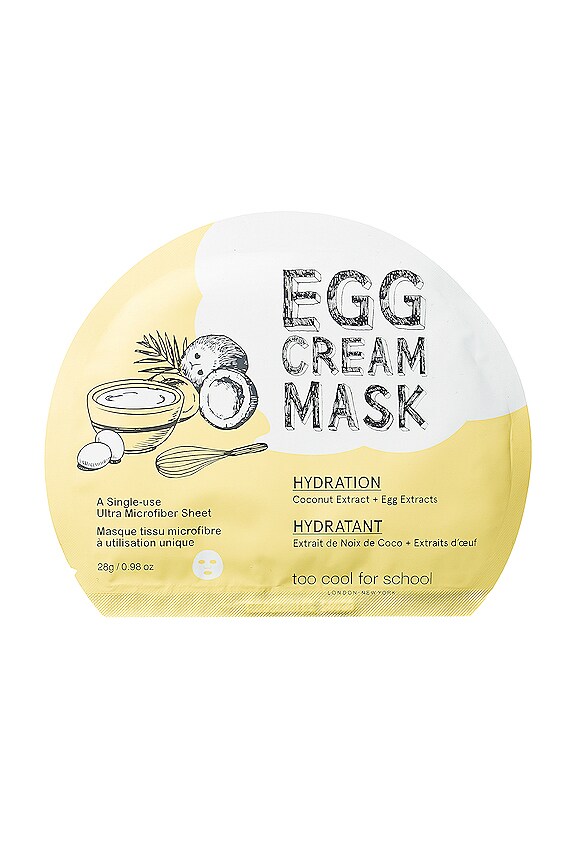 EGG
CREAM
MASK
HYDRATION
Coconut Extract + Egg Extracts
HYDRATANT
Extrait de Noix de Coco + Extraits d'œuf
too cool for school
LONDON-NEW YORK
A Single-use
Ultra Microfiber Sheet
Masque tissu microfibre
à utilisation unique
28g / 0.98 oz